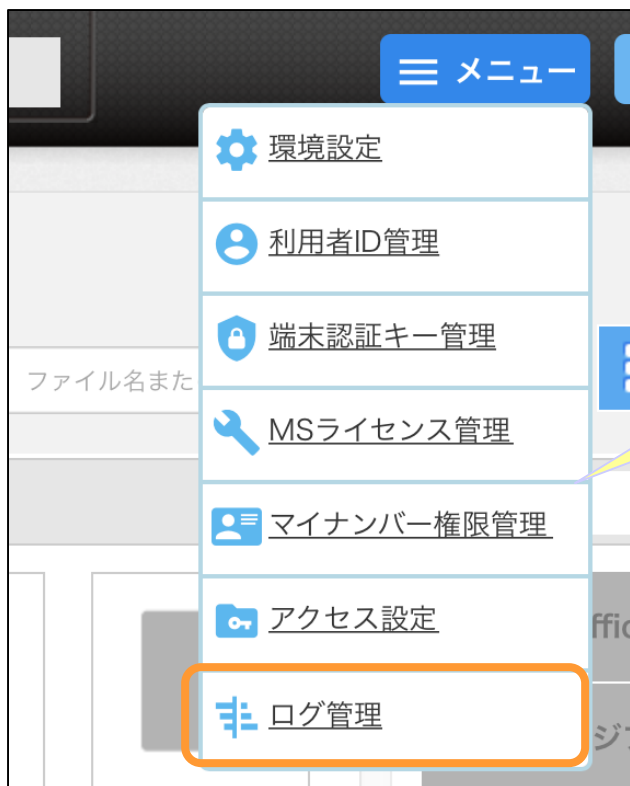 メニュー
環境設定
利用者ID管理
端末認証キー管理
ファイル名また
MSライセンス管理
マイナンバー権限管理
アクセス設定
ffic
ログ管理